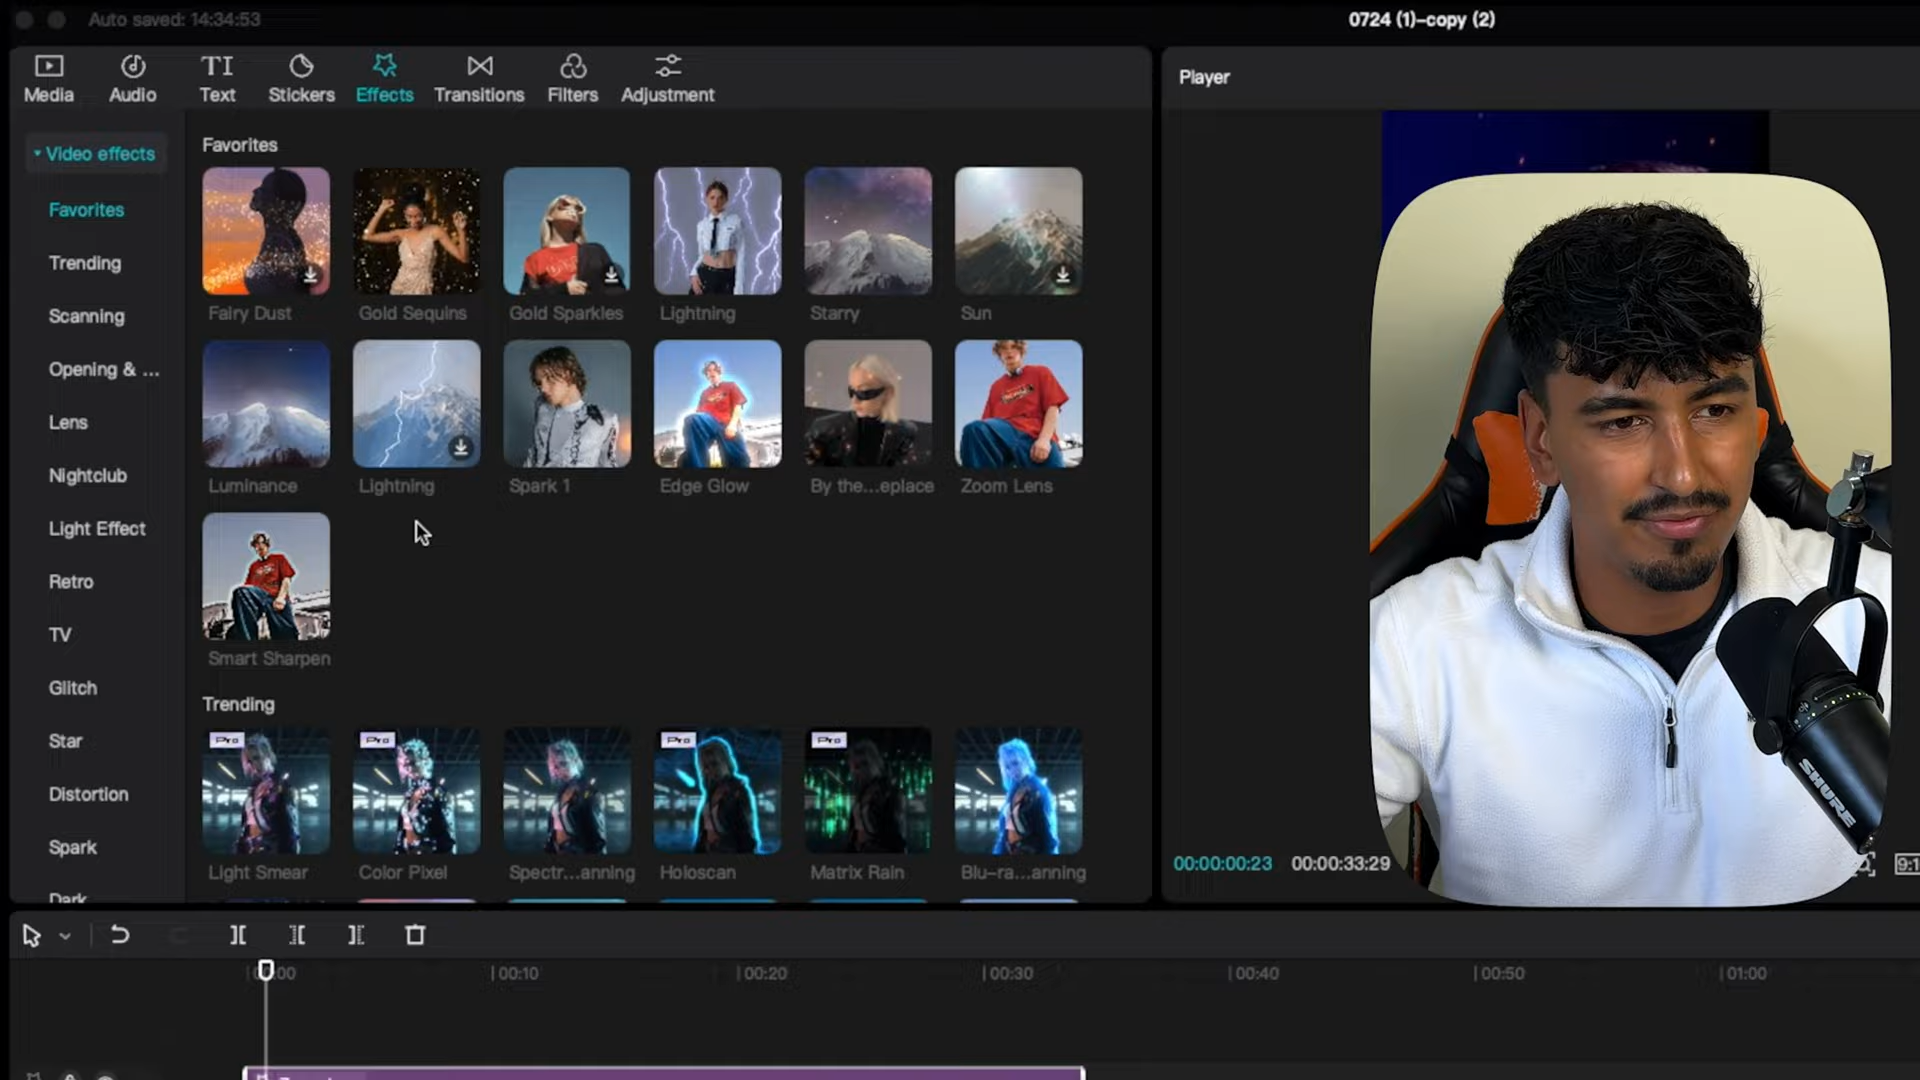 Auto saved: 14:34:53
0724 (1)-copy (2)
Media
Audio
TI
Text
Stickers
Effects
Transitions
Filters
Adjustment
Player
Video effects
Favorites
Trending
Scanning
Opening & ...
Lens
Nightclub
Light Effect
Retro
TV
Glitch
Star
Distortion
Spark
Dark
Favorites
Fairy Dust
Gold Sequins
Gold Sparkles
Lightning
Starry
Sun
Luminance
Lightning
Spark 1
Edge Glow
By the...eplace
Zoom Lens
Smart Sharpen
Trending
Pro
Pro
Pro
Pro
Light Smear
Color Pixel
Spectr...anning
Holoscan
Matrix Rain
Blu-ra...anning
SHURE
00:00:00:23
00:00:33:29
00:10
00:20
00:30
00:40
00:50
01:00